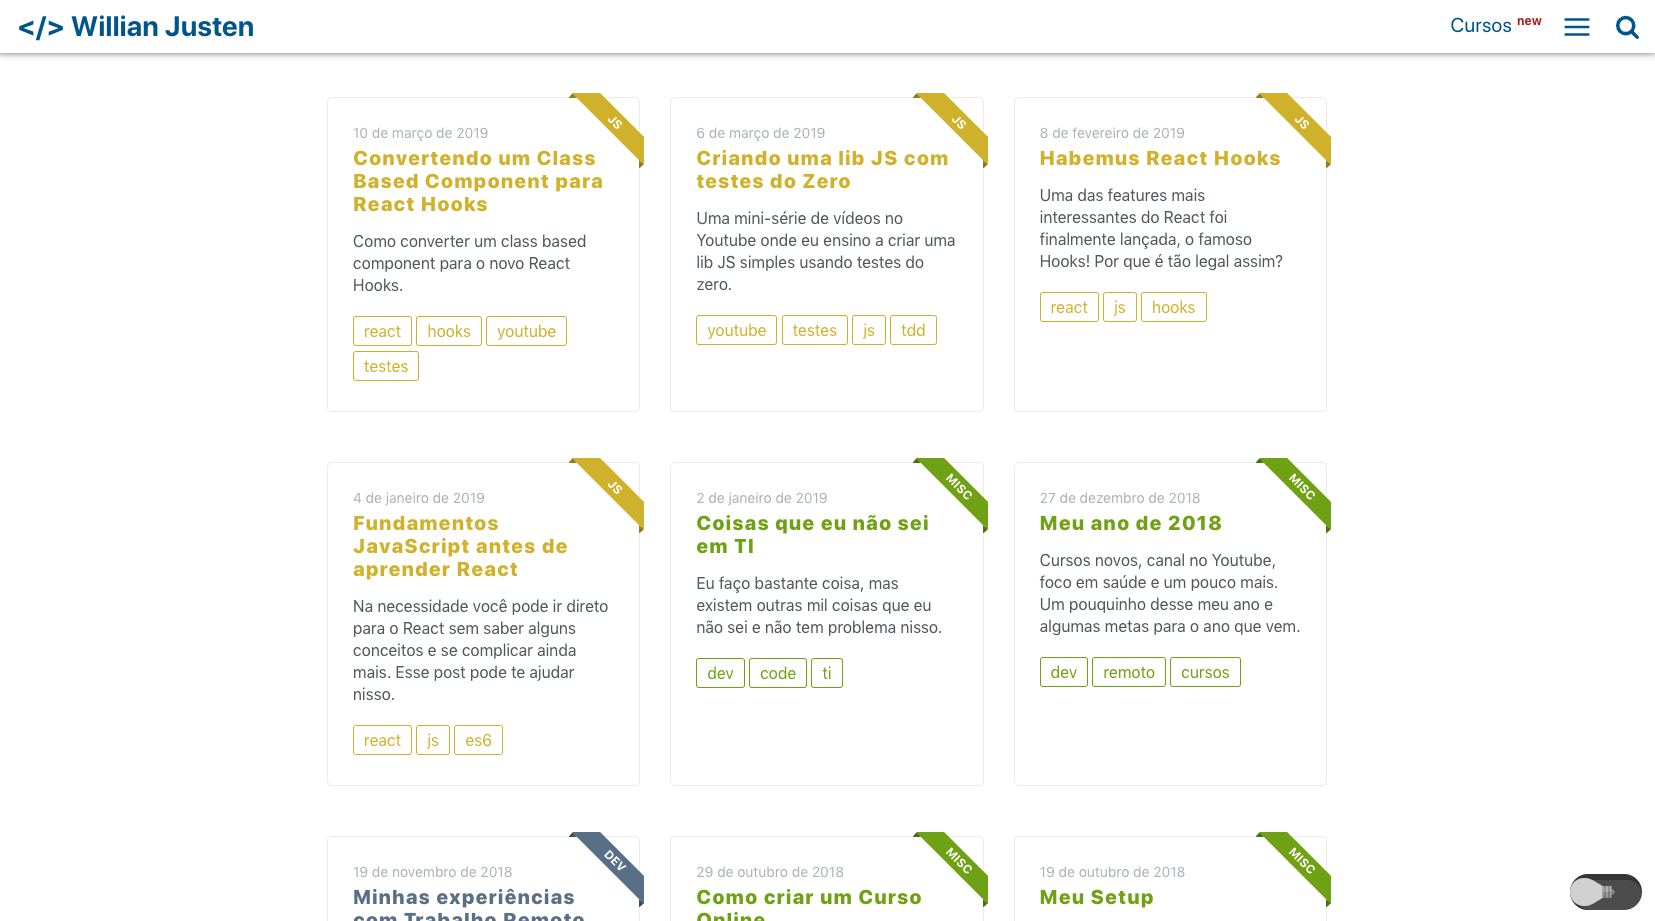 </> Willian Justen
Cursos new
JS
10 de março de 2019
Convertendo um Class
Based Component para
React Hooks
Como converter um class based
component para o novo React
Hooks.
react hooks youtube
testes
JS
6 de março de 2019
Criando uma lib JS com
testes do Zero
Uma mini-série de vídeos no
Youtube onde eu ensino a criar uma
lib JS simples usando testes do
zero.
youtube testes js tdd
JS
8 de fevereiro de 2019
Habemus React Hooks
Uma das features mais
interessantes do React foi
finalmente lançada, o famoso
Hooks! Por que é tão legal assim?
react js hooks
JS
4 de janeiro de 2019
Fundamentos
JavaScript antes de
aprender React
Na necessidade você pode ir direto
para o React sem saber alguns
conceitos e se complicar ainda
mais. Esse post pode te ajudar
nisso.
react js es6
MISC
2 de janeiro de 2019
Coisas que eu não sei
em TI
Eu faço bastante coisa, mas
existem outras mil coisas que eu
não sei e não tem problema nisso.
dev code ti
MISC
27 de dezembro de 2018
Meu ano de 2018
Cursos novos, canal no Youtube,
foco em saúde e um pouco mais.
Um pouquinho desse meu ano e
algumas metas para o ano que vem.
dev remoto cursos
DEV
19 de novembro de 2018
Minhas experiências
com Trabalho Remoto
MISC
29 de outubro de 2018
Como criar um Curso
Online
MISC
19 de outubro de 2018
Meu Setup